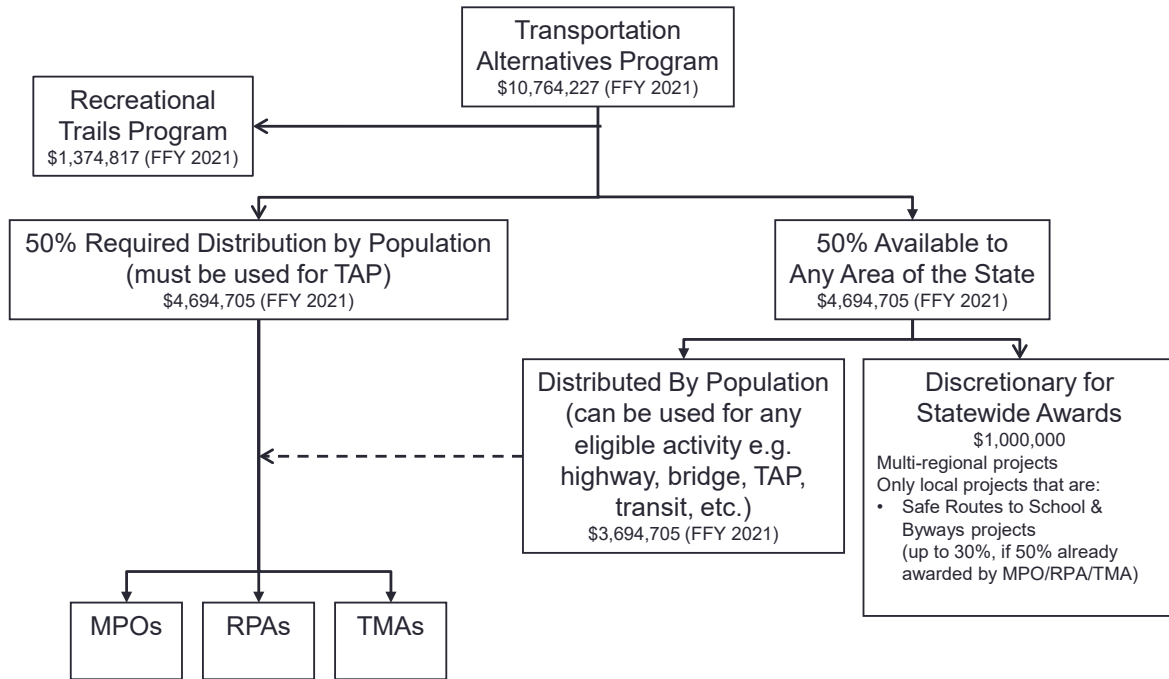 Transportation
Alternatives Program
$10,764,227 (FFY 2021)
Recreational
Trails Program
$1,374,817 (FFY 2021)
50% Required Distribution by Population
(must be used for TAP)
$4,694,705 (FFY 2021)
50% Available to
Any Area of the State
$4,694,705 (FFY 2021)
Distributed By Population
(can be used for any
eligible activity e.g.
highway, bridge, TAP,
transit, etc.)
$3,694,705 (FFY 2021)
Discretionary for
Statewide Awards
$1,000,000
Multi-regional projects
Only local projects that are:
• Safe Routes to School &
Byways projects
(up to 30%, if 50% already
awarded by MPO/RPA/TMA)
MPOs
RPAs
TMAs